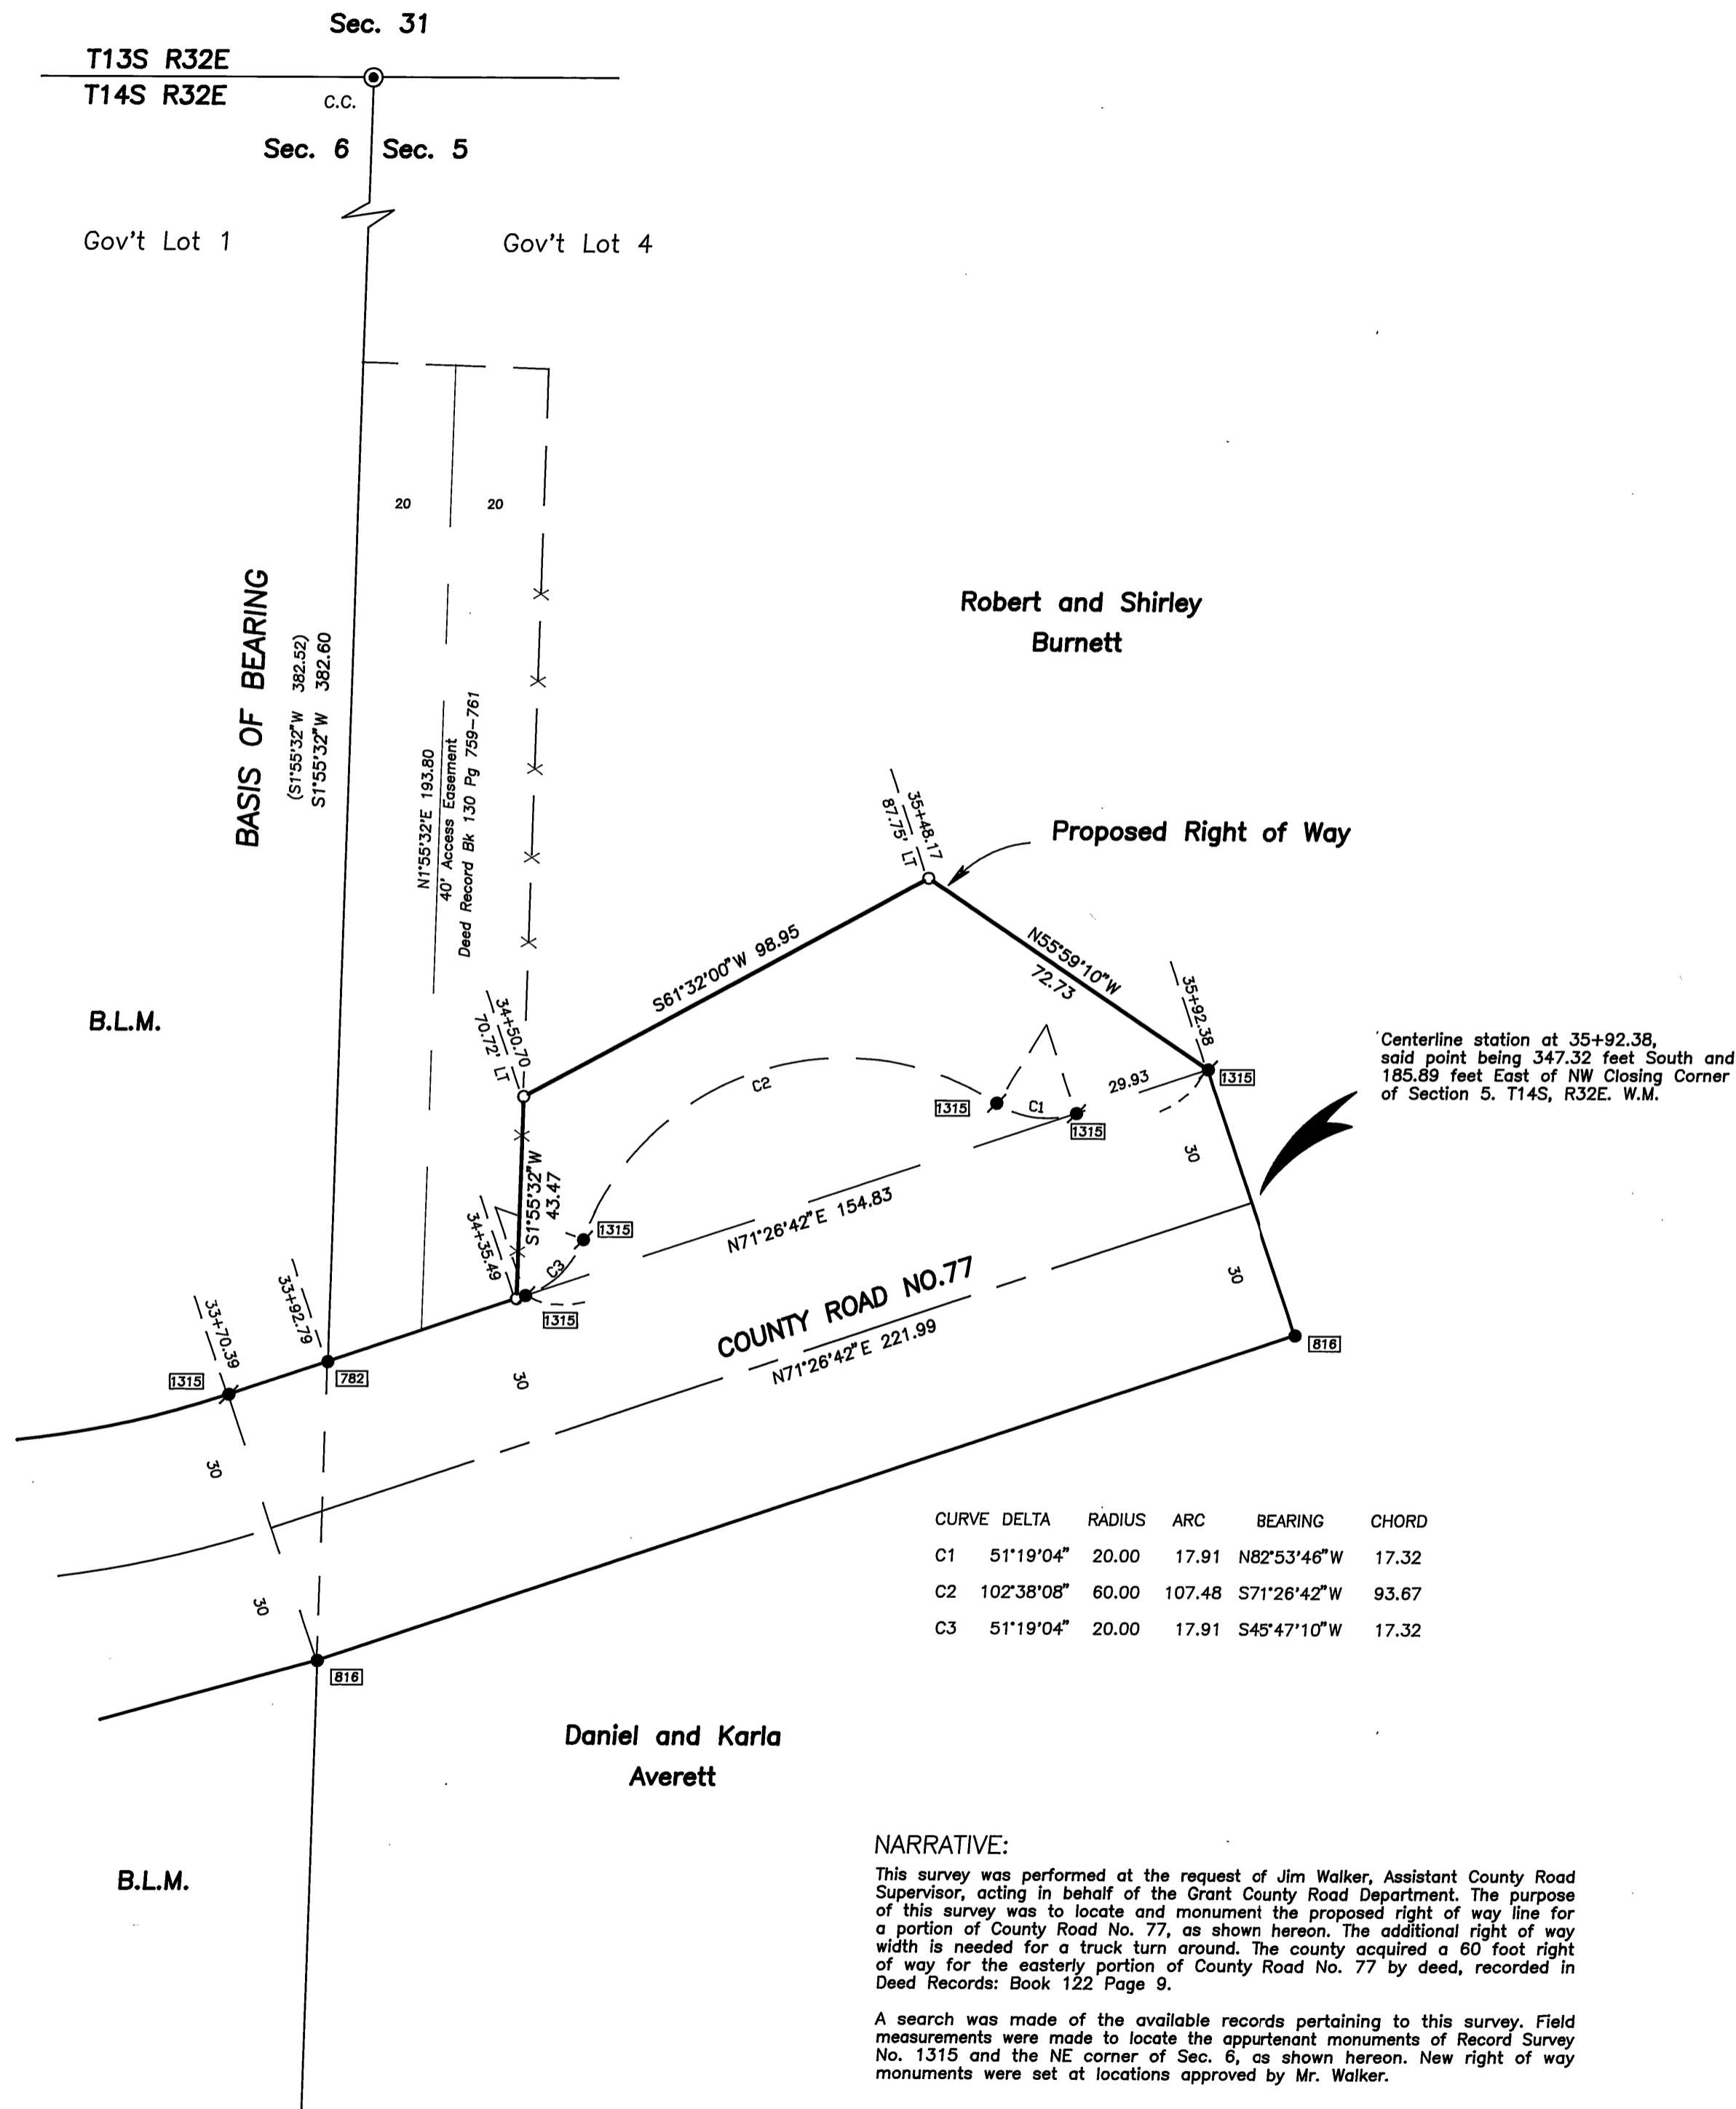 Sec. 31
T13S R32E
T14S R32E
C.C.
Sec. 6
Sec. 5
Gov't Lot 1
Gov't Lot 4
20
20
BASIS OF BEARING
(S1°55'32"W 382.52)
S1°55'32"W 382.60
N1°55'32'E 193.80
40' Access Easement
Deed Record Bk 130 Pg 759-761
Robert and Shirley
Burnett
35+48.17
87.75' LT
Proposed Right of Way
S61°32'00"W 98.95
N55°59'10"W
72.73
35+92.38
B.L.M.
34+50.70
70.72' LT
Centerline station at 35+92.38,
said point being 347.32 feet South and
185.89 feet East of NW Closing Corner
of Section 5. T14S, R32E. W.M.
C2
29.93
1315
1315
C1
1315
30
S1°55'32"W
43.47
34+35.49
1315
C3
1315
N71°26'42"E 154.83
30
33+92.79
33+70.39
COUNTY ROAD NO.77
N71°26'42"E 221.99
816
1315
782
30
30
30
816
CURVE DELTA RADIUS ARC BEARING CHORD
C1 51°19'04" 20.00 17.91 N82°53'46"W 17.32
C2 102°38'08" 60.00 107.48 S71°26'42"W 93.67
C3 51°19'04" 20.00 17.91 S45°47'10"W 17.32
Daniel and Karla
Averett
B.L.M.
NARRATIVE:
This survey was performed at the request of Jim Walker, Assistant County Road
Supervisor, acting in behalf of the Grant County Road Department. The purpose
of this survey was to locate and monument the proposed right of way line for
a portion of County Road No. 77, as shown hereon. The additional right of way
width is needed for a truck turn around. The county acquired a 60 foot right
of way for the easterly portion of County Road No. 77 by deed, recorded in
Deed Records: Book 122 Page 9.
A search was made of the available records pertaining to this survey. Field
measurements were made to locate the appurtenant monuments of Record Survey
No. 1315 and the NE corner of Sec. 6, as shown hereon. New right of way
monuments were set at locations approved by Mr. Walker.